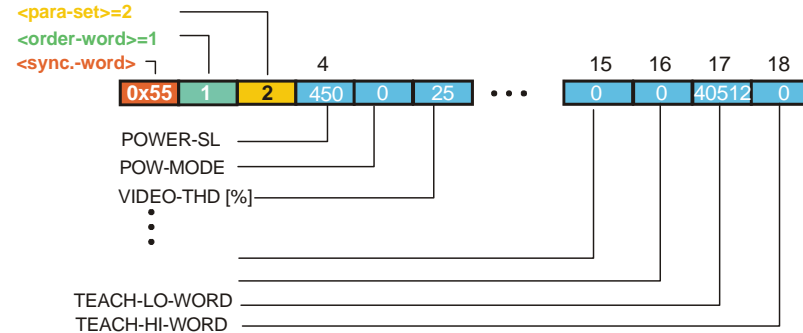 <para-set>=2
<order-word>=1
<sync.-word>
4 15 16 17 18
0x55 1 2 450 0 25 ••• 0 0 40512 0
POWER-SL
POW-MODE
VIDEO-THD [%]
TEACH-LO-WORD
TEACH-HI-WORD